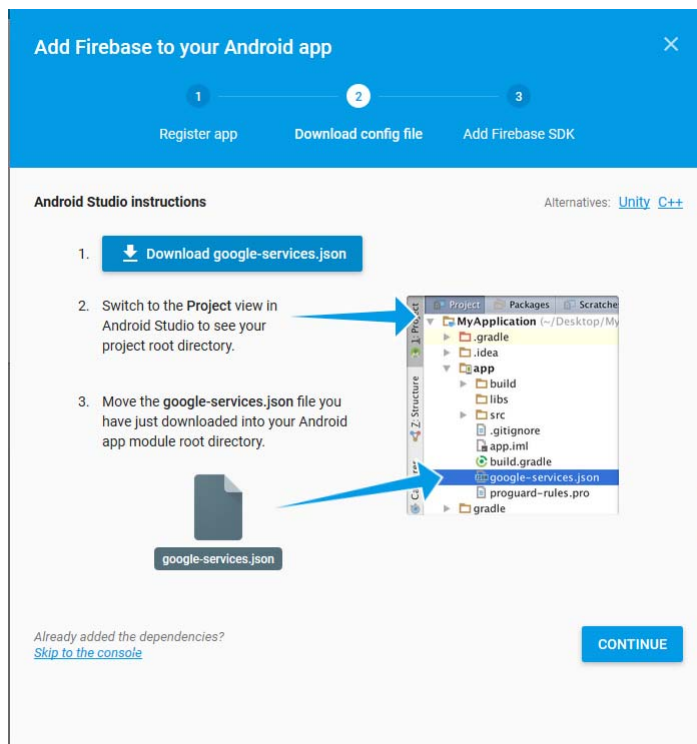 Add Firebase to your Android app
1
2
3
Register app
Download config file
Add Firebase SDK
Android Studio instructions
Alternatives: Unity C++
1. Download google-services.json
2. Switch to the Project view in
Android Studio to see your
project root directory.
3. Move the google-services.json file you
have just downloaded into your Android
app module root directory.
google-services.json
Project Packages Scratche
1: Project
MyApplication (~/Desktop/My
.gradle
.idea
app
build
libs
src
.gitignore
app.iml
build.gradle
google-services.json
proguard-rules.pro
gradle
Z: Structure
Already added the dependencies?
Skip to the console
CONTINUE